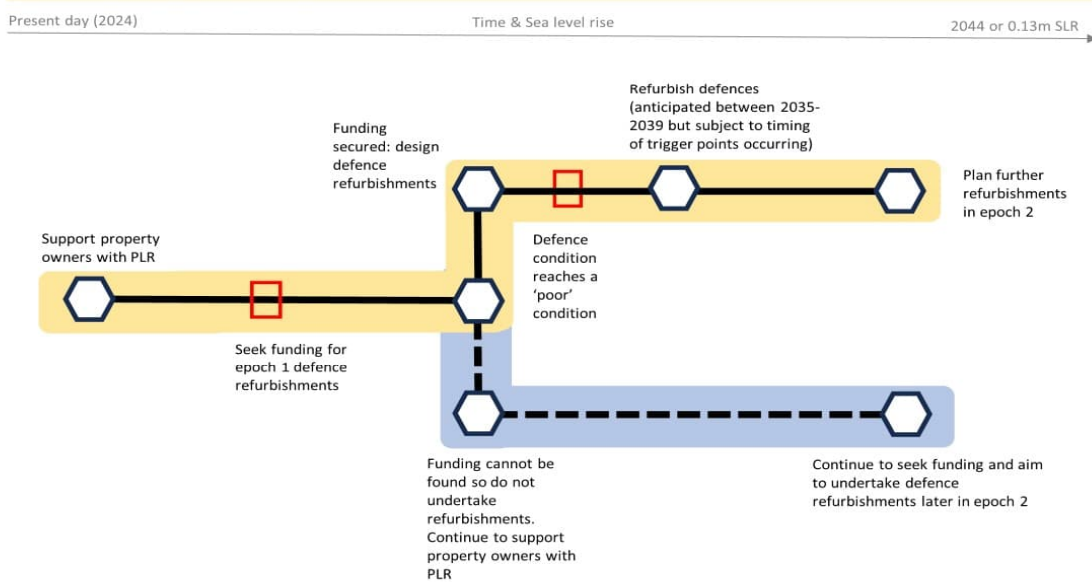 Present day (2024)
Time & Sea level rise
2044 or 0.13m SLR
Refurbish defences
(anticipated between 2035-
2039 but subject to timing
of trigger points occurring)
Funding
secured: design
defence
refurbishments
Plan further
refurbishments
in epoch 2
Support property
owners with PLR
Defence
condition
reaches a
‘poor’
condition
Seek funding for
epoch 1 defence
refurbishments
Funding cannot be
found so do not
undertake
refurbishments.
Continue to support
property owners with
PLR
Continue to seek funding and aim
to undertake defence
refurbishments later in epoch 2